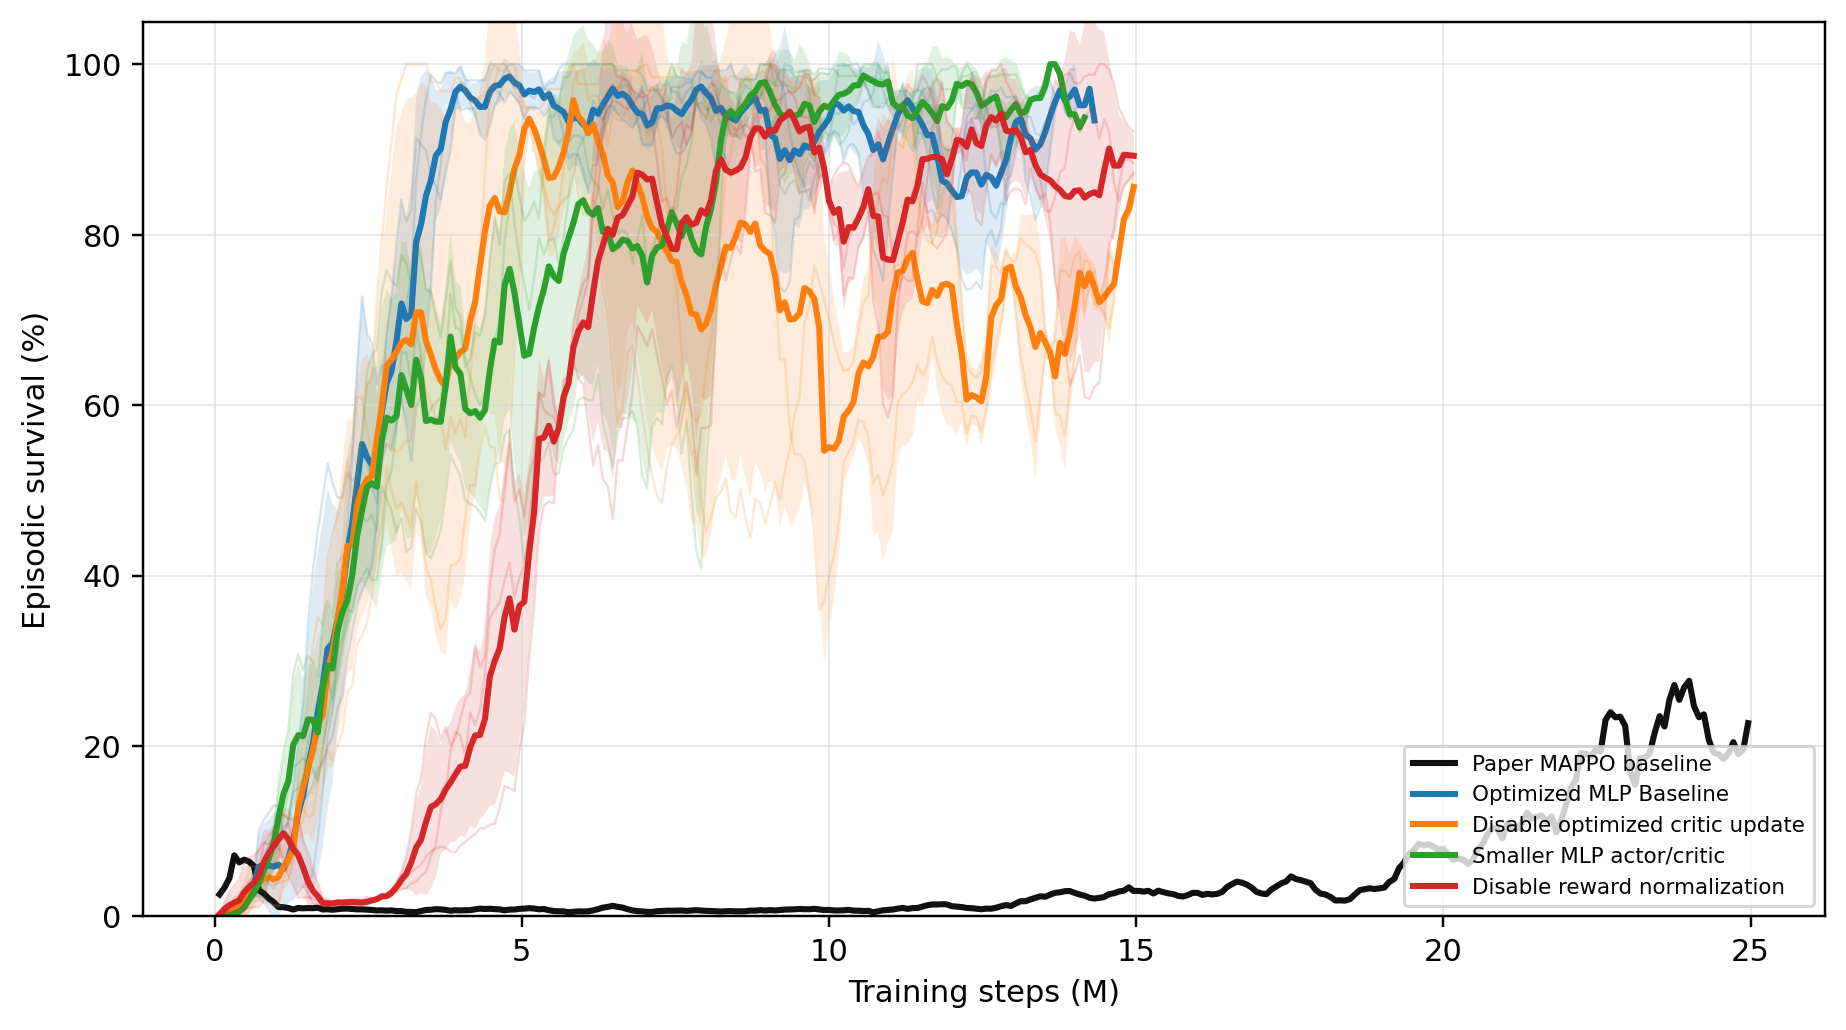 100
80
60
40
20
0
Episodic survival (%)
0 5 10 15 20 25
Training steps (M)
Paper MAPPO baseline
Optimized MLP Baseline
Disable optimized critic update
Smaller MLP actor/critic
Disable reward normalization